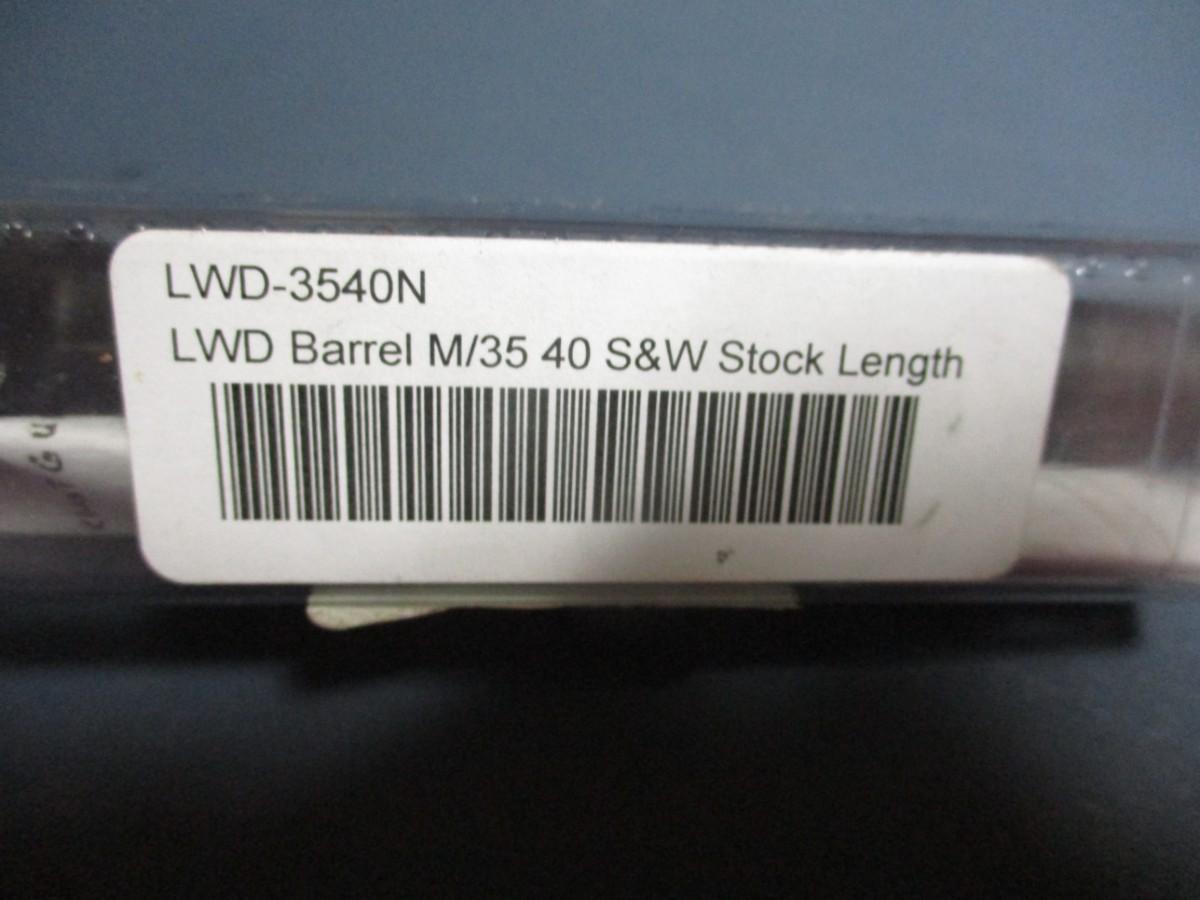 LWD-3540N
LWD Barrel M/35 40 S&W Stock Length